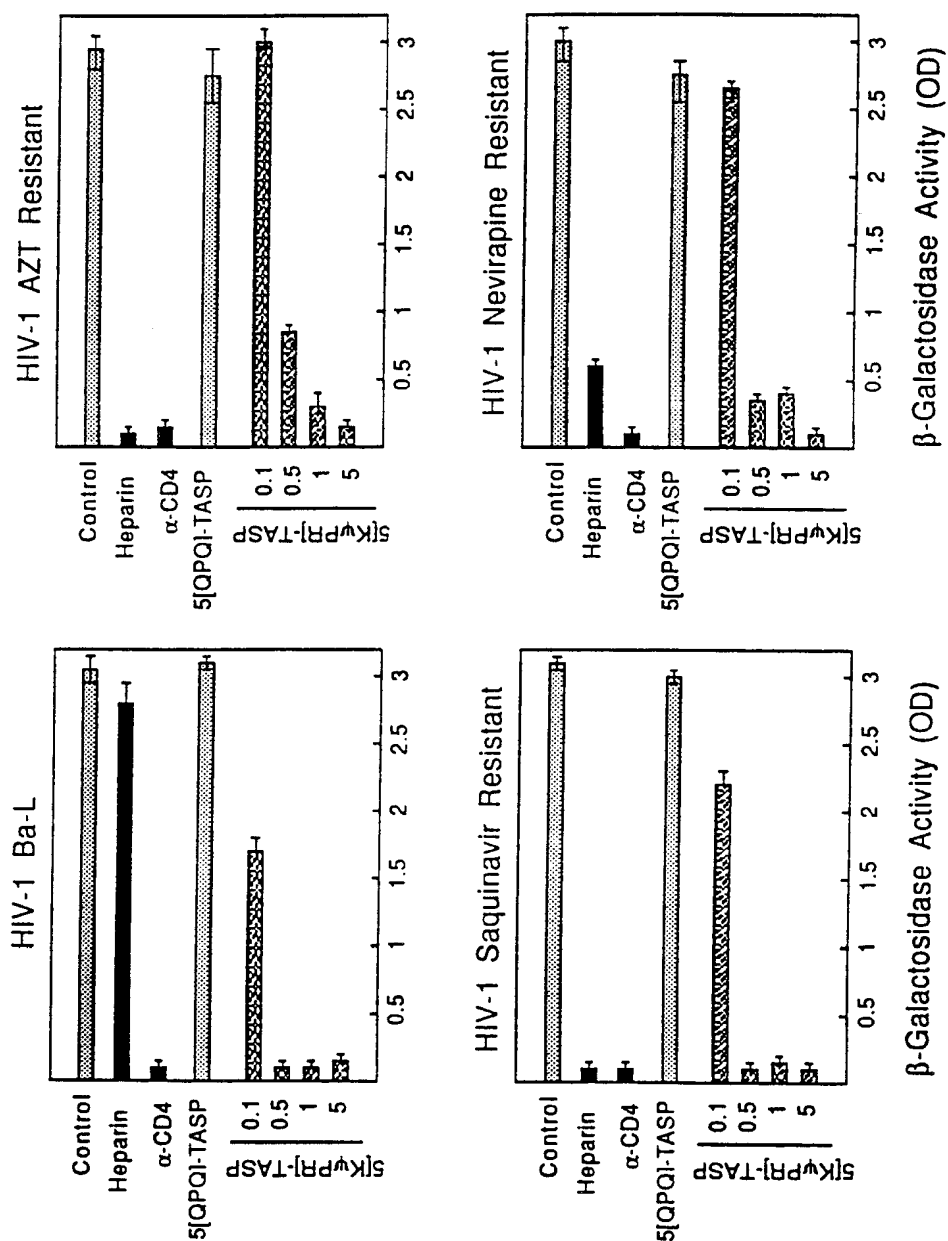 HIV-1 Ba-L
Control
Heparin
α-CD4
5[QPQ]-TASP
0.1
0.5
1
5
5[KψPR]-TASP
0.5
1
1.5
2
2.5
3
HIV-1 AZT Resistant
Control
Heparin
α-CD4
5[QPQ]-TASP
0.1
0.5
1
5
5[KψPR]-TASP
0.5
1
1.5
2
2.5
3
HIV-1 Saquinavir Resistant
Control
Heparin
α-CD4
5[QPQ]-TASP
0.1
0.5
1
5
5[KψPR]-TASP
0.5
1
1.5
2
2.5
3
β-Galactosidase Activity (OD)
HIV-1 Nevirapine Resistant
Control
Heparin
α-CD4
5[QPQ]-TASP
0.1
0.5
1
5
5[KψPR]-TASP
0.5
1
1.5
2
2.5
3
β-Galactosidase Activity (OD)